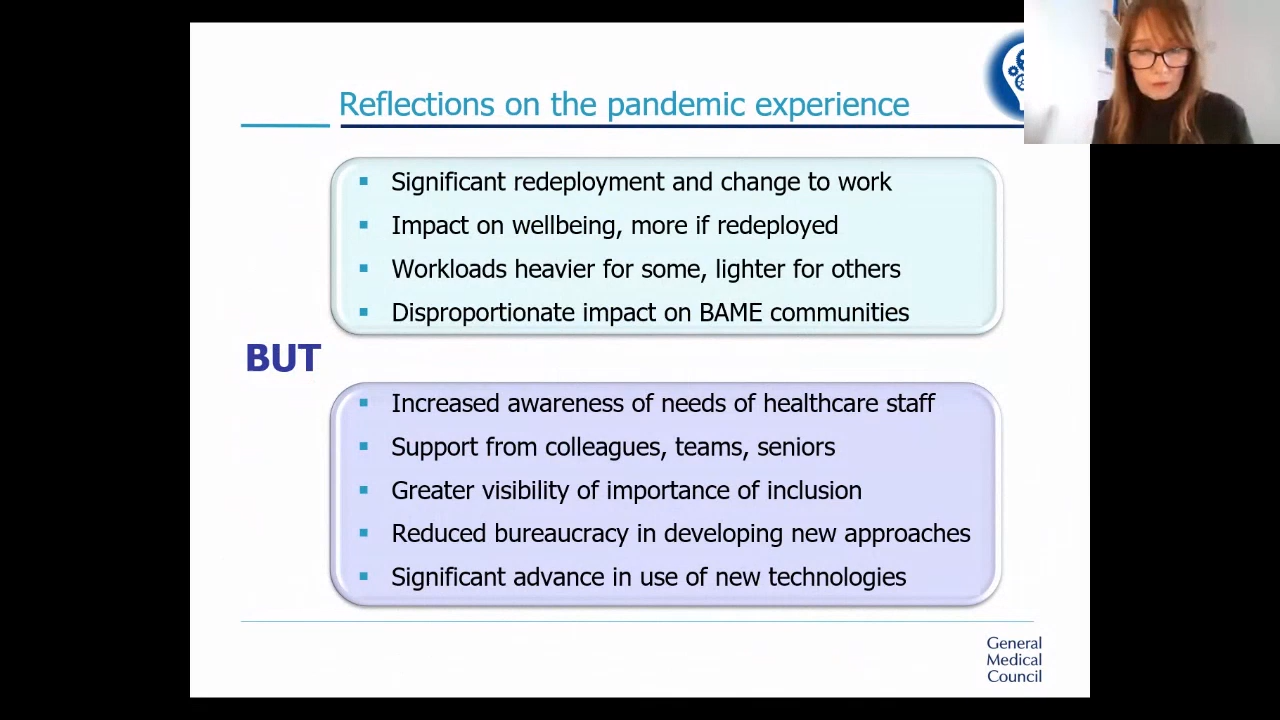 Reflections on the pandemic experience
▪ Significant redeployment and change to work
▪ Impact on wellbeing, more if redeployed
▪ Workloads heavier for some, lighter for others
▪ Disproportionate impact on BAME communities
BUT
▪ Increased awareness of needs of healthcare staff
▪ Support from colleagues, teams, seniors
▪ Greater visibility of importance of inclusion
▪ Reduced bureaucracy in developing new approaches
▪ Significant advance in use of new technologies
General
Medical
Council